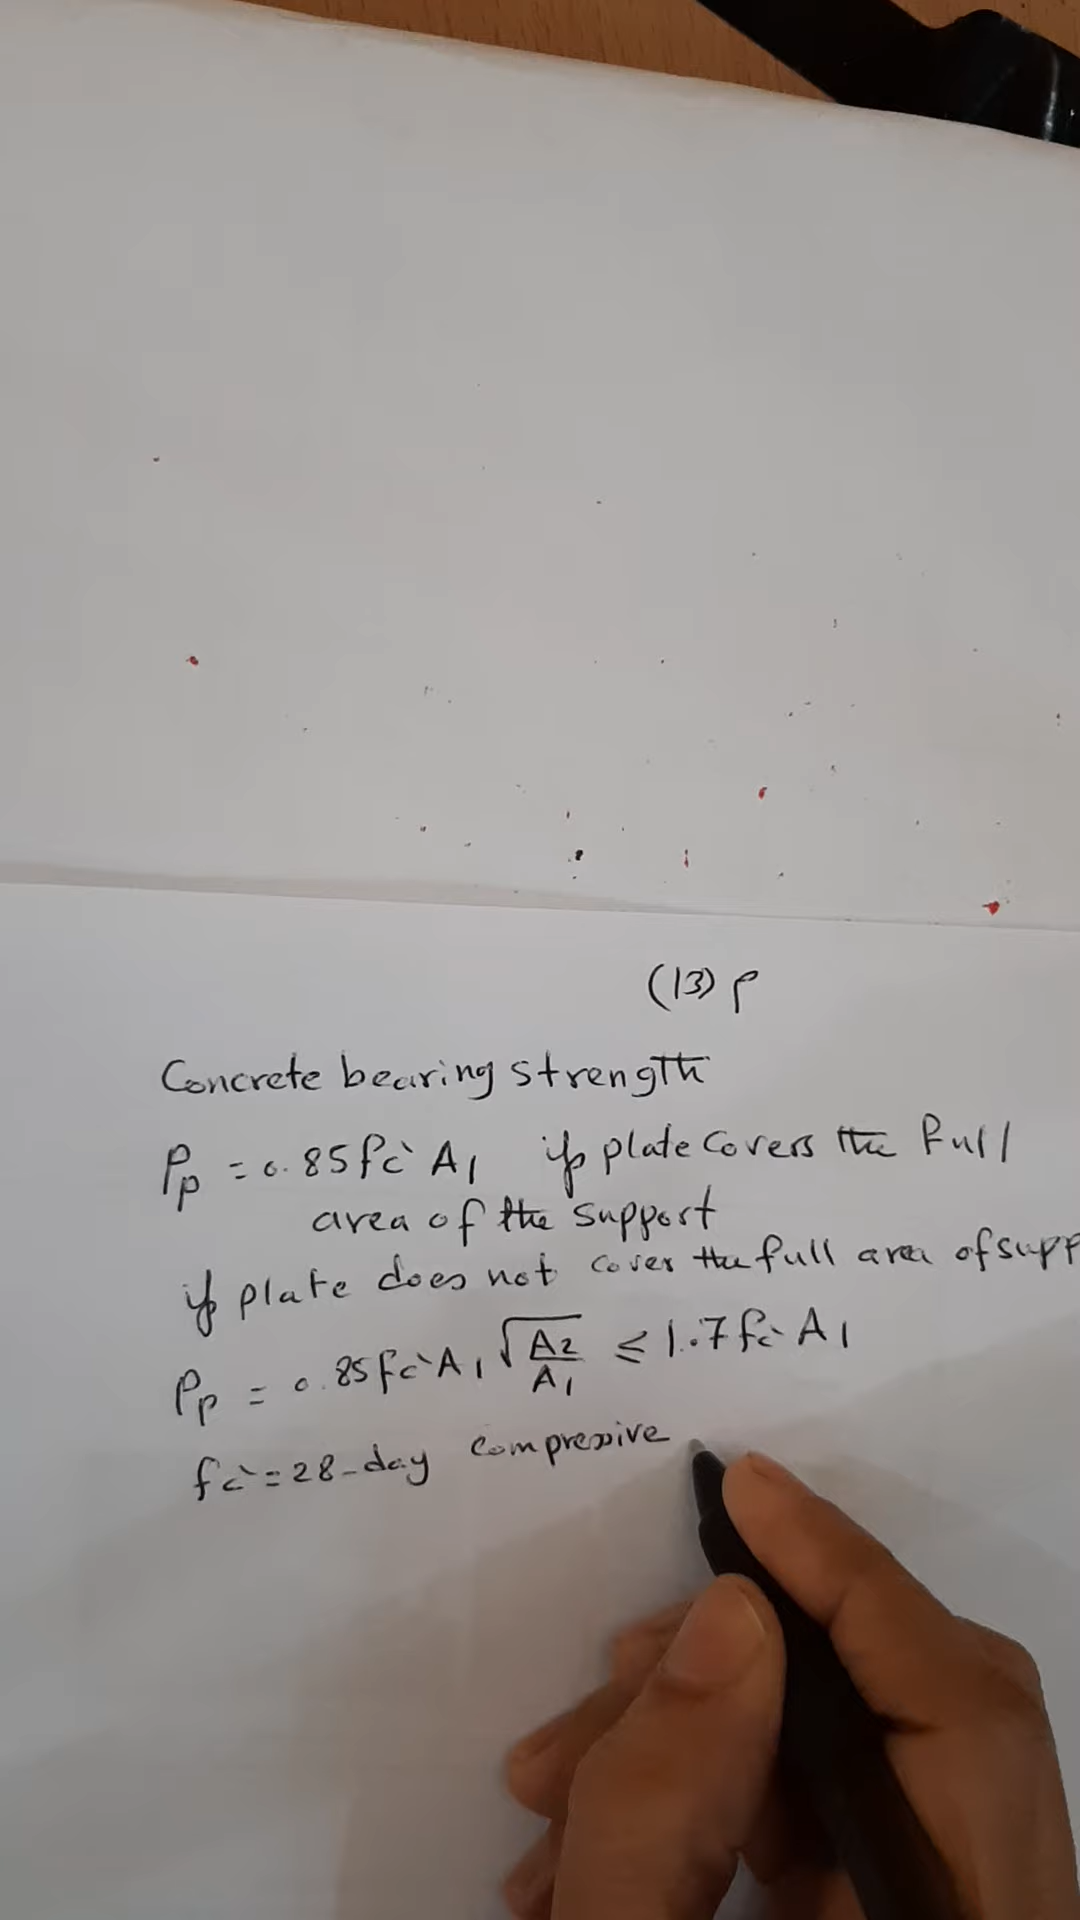 (13) P
Concrete bearing strength
Pp = 0.85 fc' A1 if plate covers the full
area of the support
if plate does not cover the full area of supp
Pp = 0.85 fc' A1 √(A2/A1) ≤ 1.7 fc' A1
fc' = 28-day compressive